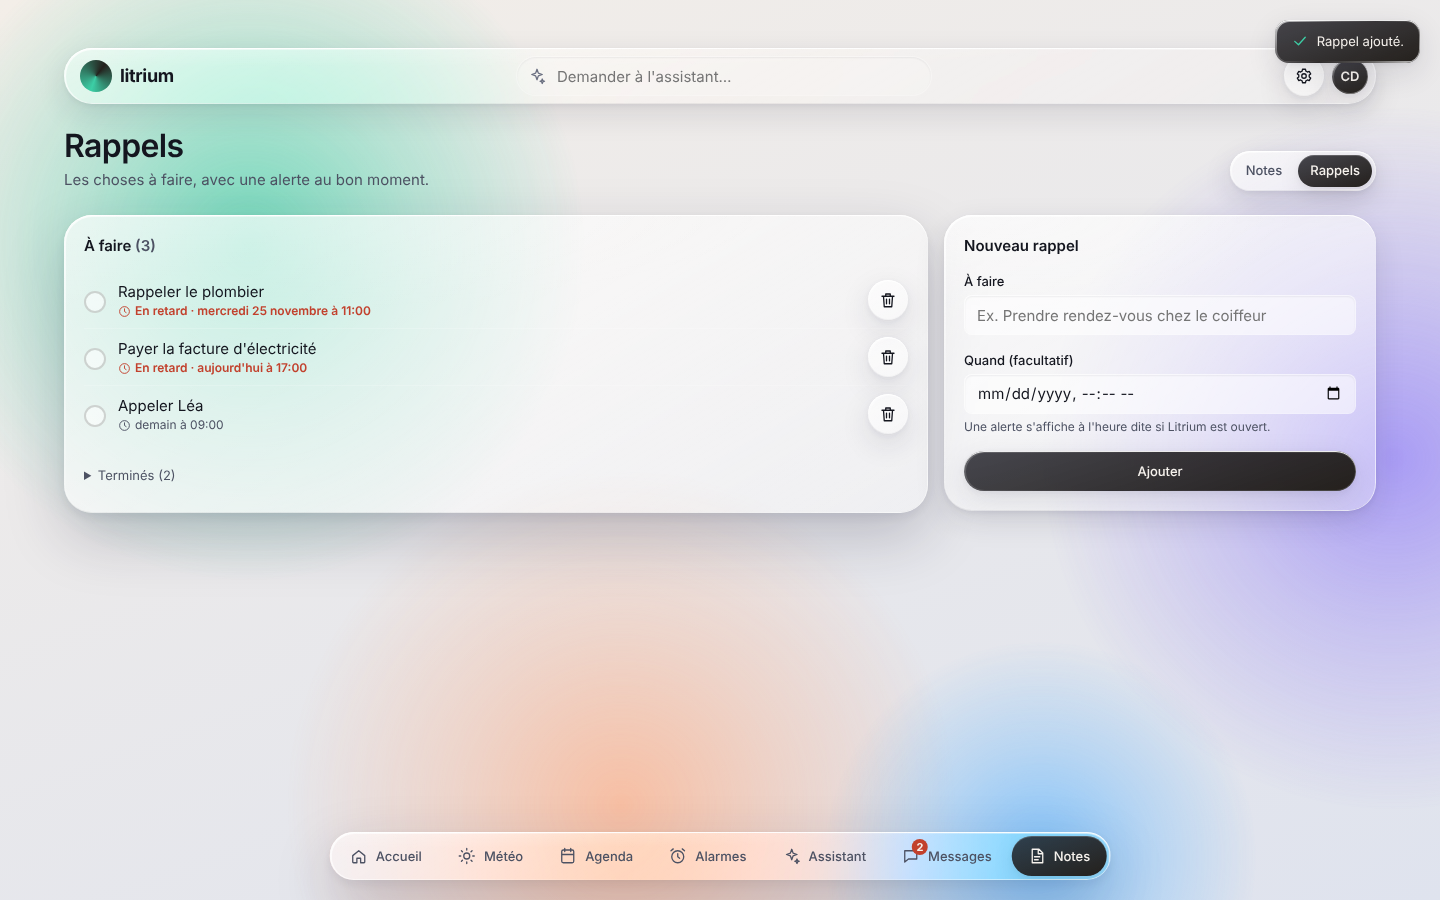 Rappel ajouté.
litrium
Demander à l'assistant...
CD
Rappels
Les choses à faire, avec une alerte au bon moment.
Notes
Rappels
À faire (3)
Rappeler le plombier
En retard · mercredi 25 novembre à 11:00
Payer la facture d'électricité
En retard · aujourd'hui à 17:00
Appeler Léa
demain à 09:00
Terminés (2)
Nouveau rappel
À faire
Ex. Prendre rendez-vous chez le coiffeur
Quand (facultatif)
mm/dd/yyyy, --:-- --
Une alerte s'affiche à l'heure dite si Litrium est ouvert.
Ajouter
Accueil
Météo
Agenda
Alarmes
Assistant
2
Messages
Notes